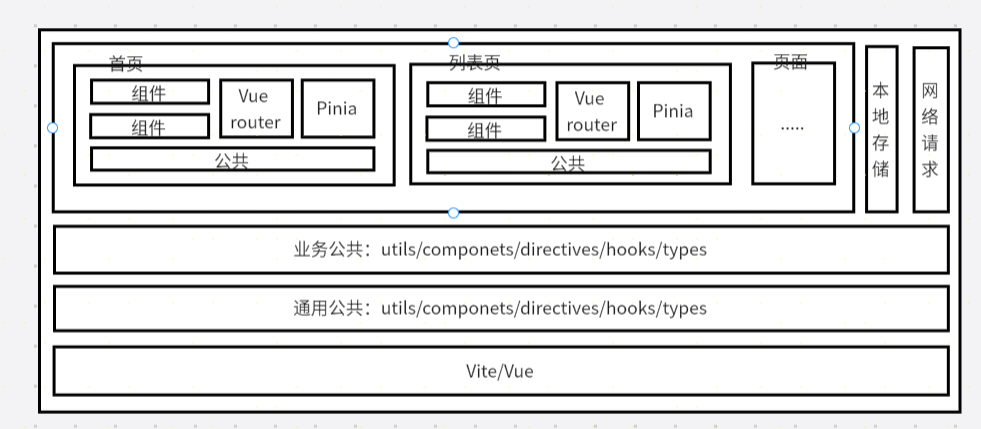 首页
组件
组件
Vue
router
Pinia
公共
列表页
组件
组件
Vue
router
Pinia
公共
页面
.....
本
地
存
储
网
络
请
求
业务公共：utils/componets/directives/hooks/types
通用公共：utils/componets/directives/hooks/types
Vite/Vue